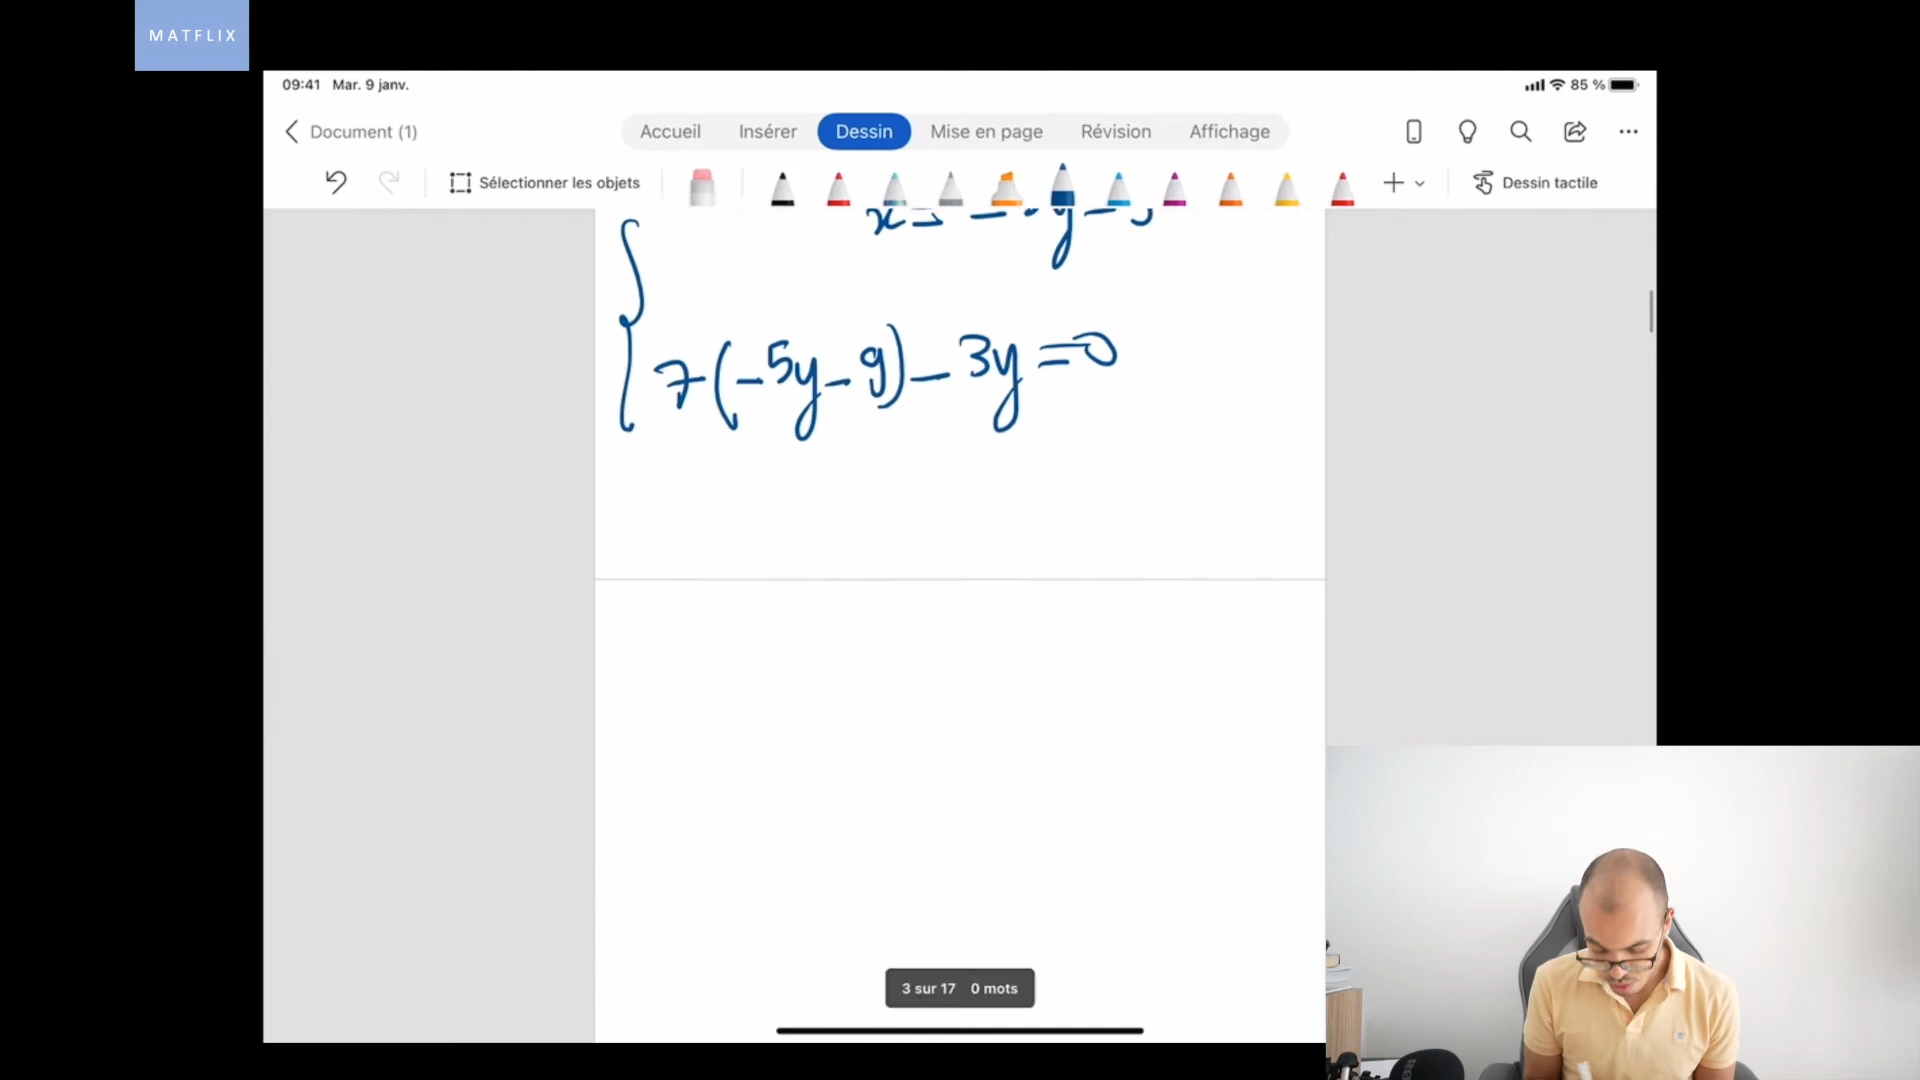 MATFLIX
09:41 Mar. 9 janv. 85 %
Document (1) Accueil Insérer Dessin Mise en page Révision Affichage
Sélectionner les objets Dessin tactile
7(-5y-9)-3y=0
3 sur 17 0 mots